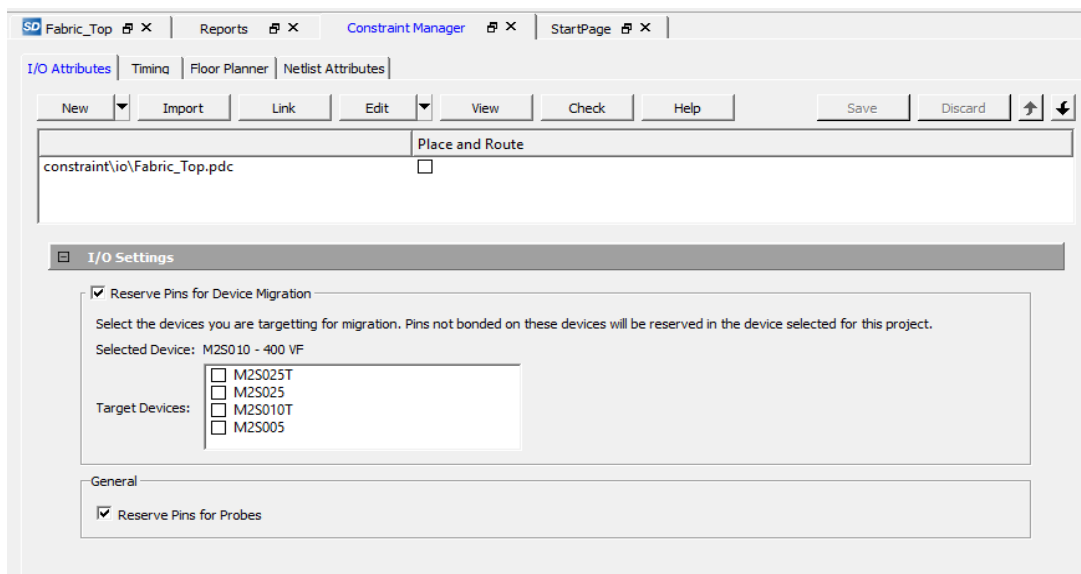 SD Fabric_Top Reports Constraint Manager StartPage
I/O Attributes Timing Floor Planner Netlist Attributes
New Import Link Edit View Check Help Save Discard
Place and Route
constraint\io\Fabric_Top.pdc
I/O Settings
Reserve Pins for Device Migration
Select the devices you are targetting for migration. Pins not bonded on these devices will be reserved in the device selected for this project.
Selected Device: M2S010 - 400 VF
Target Devices:
M2S025T
M2S025
M2S010T
M2S005
General
Reserve Pins for Probes